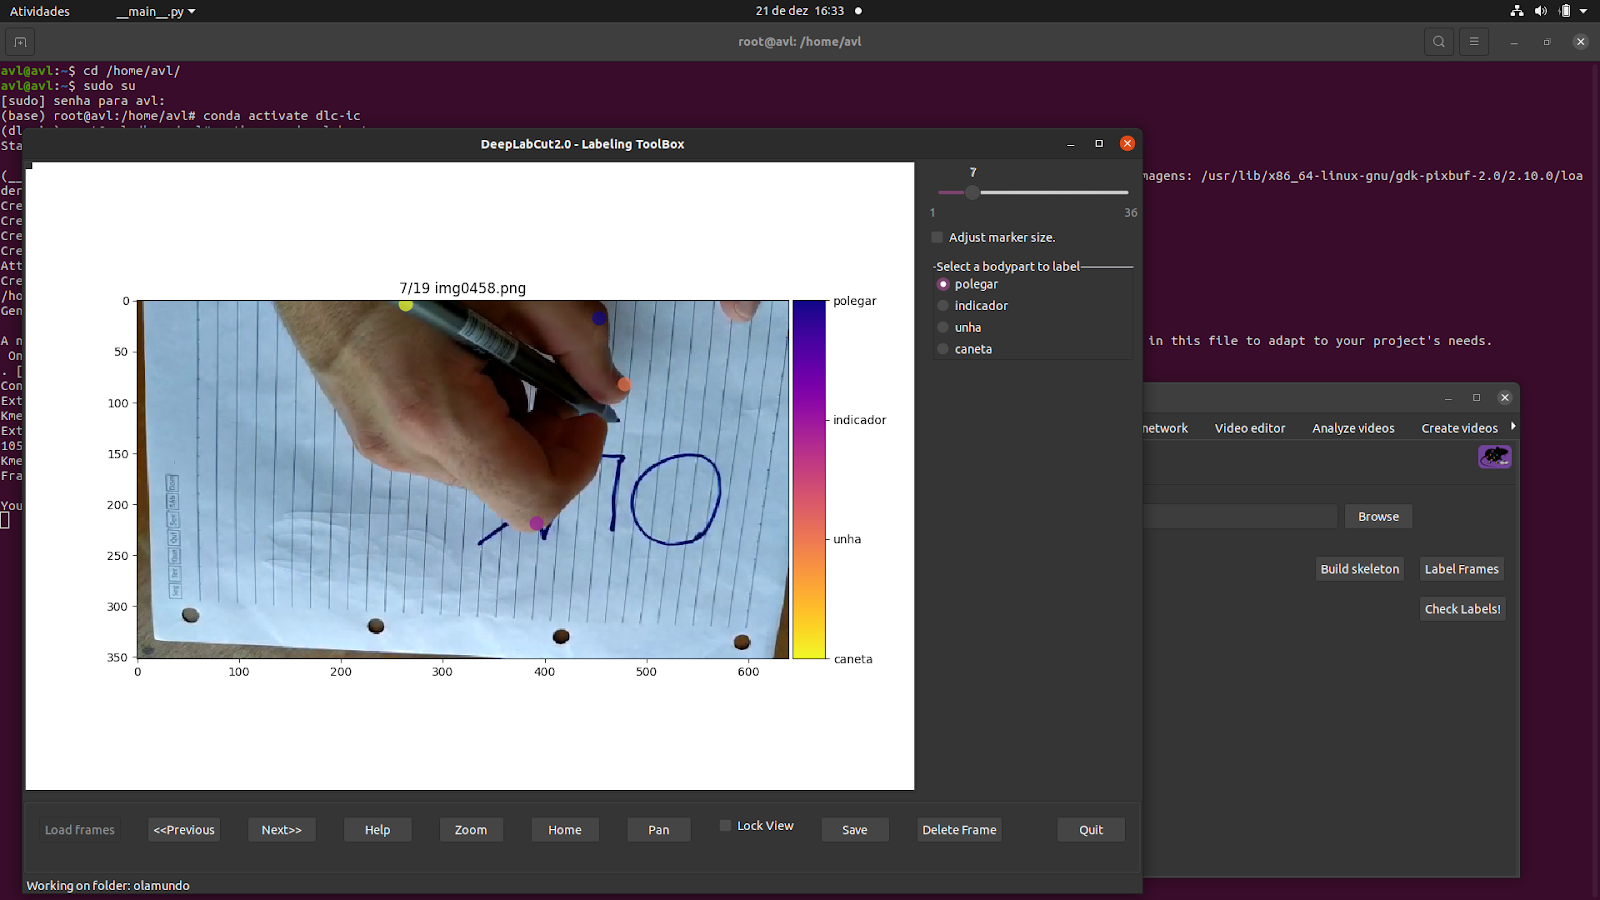 Atividades
__main__.py
21 de dez 16:33
root@avl: /home/avl
avl@avl:~$ cd /home/avl/
avl@avl:~$ sudo su
[sudo] senha para avl:
(base) root@avl:/home/avl# conda activate dlc-ic
(dl
Sta
(__
magens: /usr/lib/x86_64-linux-gnu/gdk-pixbuf-2.0/2.10.0/loa
der
Cre
Cre
Cre
Cre
Att
Cre
/ho
Gen
A n
in this file to adapt to your project's needs.
On
. [
Con
Ext
Kme
Ext
105
Kme
Fra
You
DeepLabCut2.0 - Labeling ToolBox
7
1
36
Adjust marker size.
Select a bodypart to label
polegar
indicador
unha
caneta
7/19 img0458.png
0
50
100
150
200
250
300
350
0
100
200
300
400
500
600
polegar
indicador
unha
caneta
10
Load frames
<<Previous
Next>>
Help
Zoom
Home
Pan
Lock View
Save
Delete Frame
Quit
Working on folder: olamundo
network
Video editor
Analyze videos
Create videos
Browse
Build skeleton
Label Frames
Check Labels!